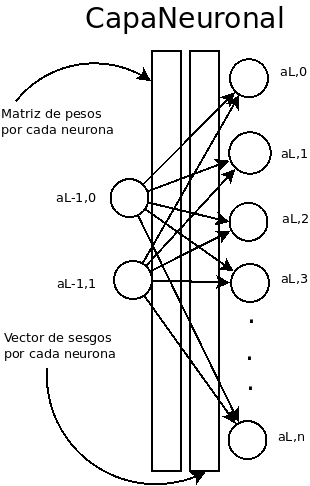 CapaNeuronal
aL,0
Matriz de pesos
por cada neurona
aL,1
aL-1,0
aL,2
aL-1,1
aL,3
Vector de sesgos
por cada neurona
aL,n